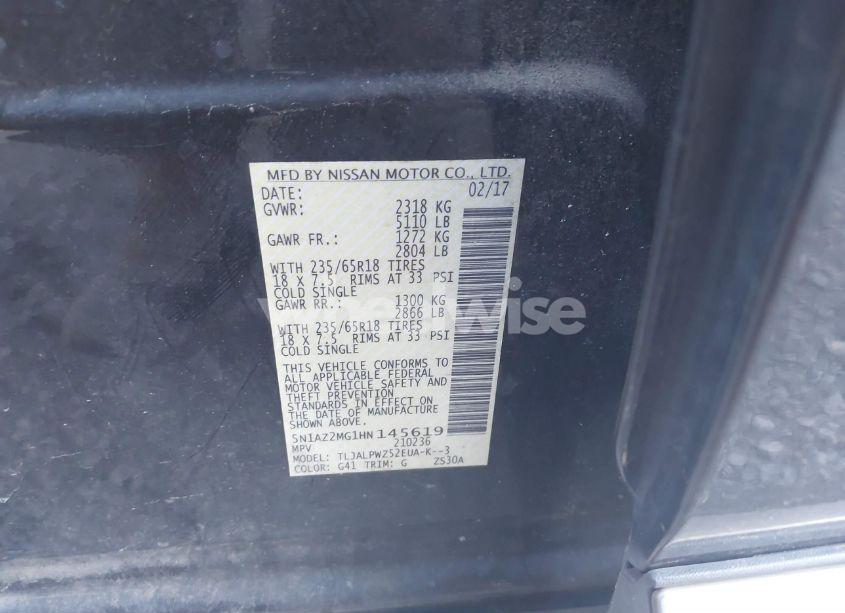 MFD BY NISSAN MOTOR CO., LTD.
DATE: 02/17
GVWR: 2318 KG
5110 LB
GAWR FR.: 1272 KG
2804 LB
WITH 235/65R18 TIRES
18 X 7.5 RIMS AT 33 PSI
COLD SINGLE
GAWR RR.: 1300 KG
2866 LB
WITH 235/65R18 TIRES
18 X 7.5 RIMS AT 33 PSI
COLD SINGLE
THIS VEHICLE CONFORMS TO
ALL APPLICABLE FEDERAL
MOTOR VEHICLE SAFETY AND
THEFT PREVENTION
STANDARDS IN EFFECT ON
THE DATE OF MANUFACTURE
SHOWN ABOVE.
5N1AZ2MG1HN145619
MPV 210236
MODEL: TLJALPWZ52EUA-K--3
COLOR: G41 TRIM: G ZS30A